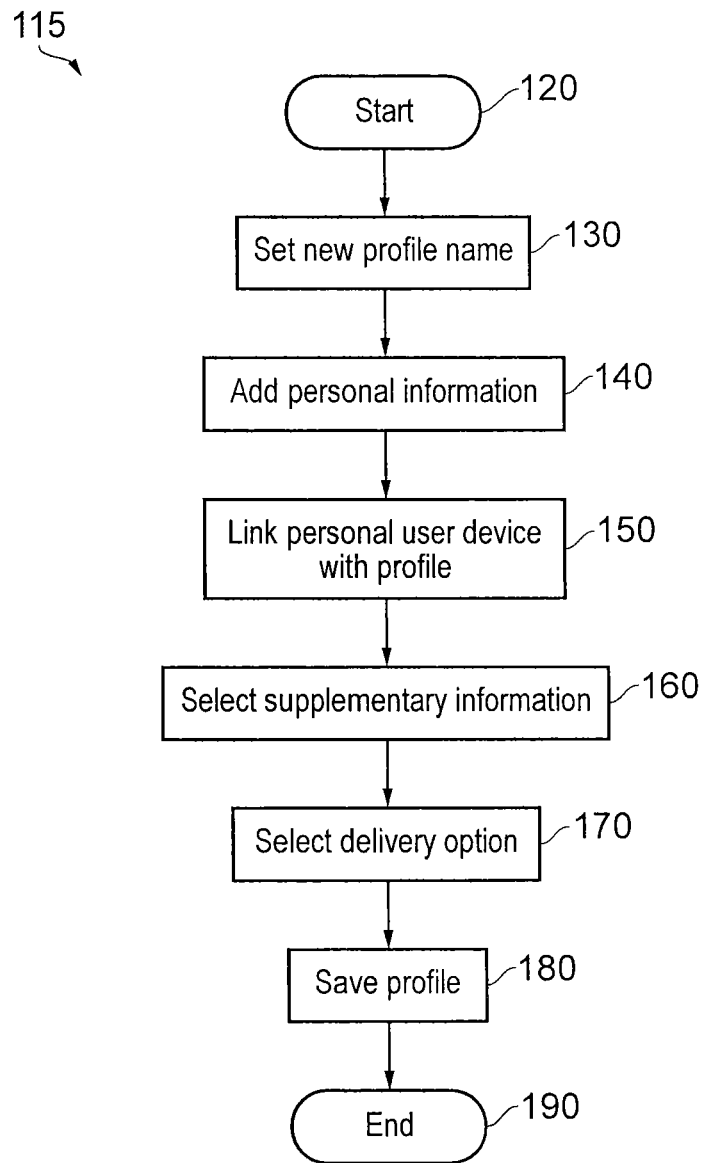 115
Start
120
Set new profile name
130
Add personal information
140
Link personal user device
with profile
150
Select supplementary information
160
Select delivery option
170
Save profile
180
End
190